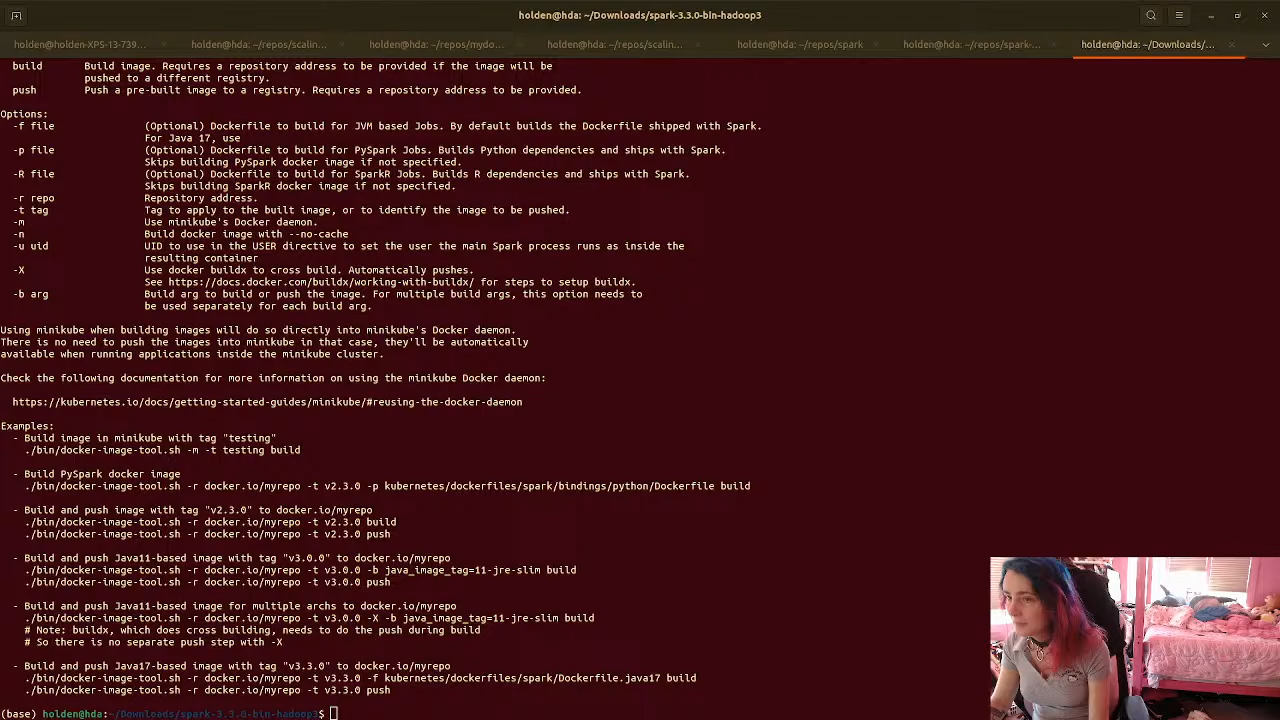 holden@hda: ~/Downloads/spark-3.3.0-bin-hadoop3
holden@holden-XPS-13-739... holden@hda: ~/repos/scalin... holden@hda: ~/repos/mydo... holden@hda: ~/repos/scalin... holden@hda: ~/repos/spark holden@hda: ~/repos/spark-... holden@hda: ~/Downloads/...
build Build image. Requires a repository address to be provided if the image will be
pushed to a different registry.
push Push a pre-built image to a registry. Requires a repository address to be provided.
Options:
-f file (Optional) Dockerfile to build for JVM based Jobs. By default builds the Dockerfile shipped with Spark.
For Java 17, use
-p file (Optional) Dockerfile to build for PySpark Jobs. Builds Python dependencies and ships with Spark.
Skips building PySpark docker image if not specified.
-R file (Optional) Dockerfile to build for SparkR Jobs. Builds R dependencies and ships with Spark.
Skips building SparkR docker image if not specified.
-r repo Repository address.
-t tag Tag to apply to the built image, or to identify the image to be pushed.
-m Use minikube's Docker daemon.
-n Build docker image with --no-cache
-u uid UID to use in the USER directive to set the user the main Spark process runs as inside the
resulting container
-X Use docker buildx to cross build. Automatically pushes.
See https://docs.docker.com/buildx/working-with-buildx/ for steps to setup buildx.
-b arg Build arg to build or push the image. For multiple build args, this option needs to
be used separately for each build arg.
Using minikube when building images will do so directly into minikube's Docker daemon.
There is no need to push the images into minikube in that case, they'll be automatically
available when running applications inside the minikube cluster.
Check the following documentation for more information on using the minikube Docker daemon:
https://kubernetes.io/docs/getting-started-guides/minikube/#reusing-the-docker-daemon
Examples:
- Build image in minikube with tag "testing"
./bin/docker-image-tool.sh -m -t testing build
- Build PySpark docker image
./bin/docker-image-tool.sh -r docker.io/myrepo -t v2.3.0 -p kubernetes/dockerfiles/spark/bindings/python/Dockerfile build
- Build and push image with tag "v2.3.0" to docker.io/myrepo
./bin/docker-image-tool.sh -r docker.io/myrepo -t v2.3.0 build
./bin/docker-image-tool.sh -r docker.io/myrepo -t v2.3.0 push
- Build and push Java11-based image with tag "v3.0.0" to docker.io/myrepo
./bin/docker-image-tool.sh -r docker.io/myrepo -t v3.0.0 -b java_image_tag=11-jre-slim build
./bin/docker-image-tool.sh -r docker.io/myrepo -t v3.0.0 push
- Build and push Java11-based image for multiple archs to docker.io/myrepo
./bin/docker-image-tool.sh -r docker.io/myrepo -t v3.0.0 -X -b java_image_tag=11-jre-slim build
# Note: buildx, which does cross building, needs to do the push during build
# So there is no separate push step with -X
- Build and push Java17-based image with tag "v3.3.0" to docker.io/myrepo
./bin/docker-image-tool.sh -r docker.io/myrepo -t v3.3.0 -f kubernetes/dockerfiles/spark/Dockerfile.java17 build
./bin/docker-image-tool.sh -r docker.io/myrepo -t v3.3.0 push
(base) holden@hda:~/Downloads/spark-3.3.0-bin-hadoop3$